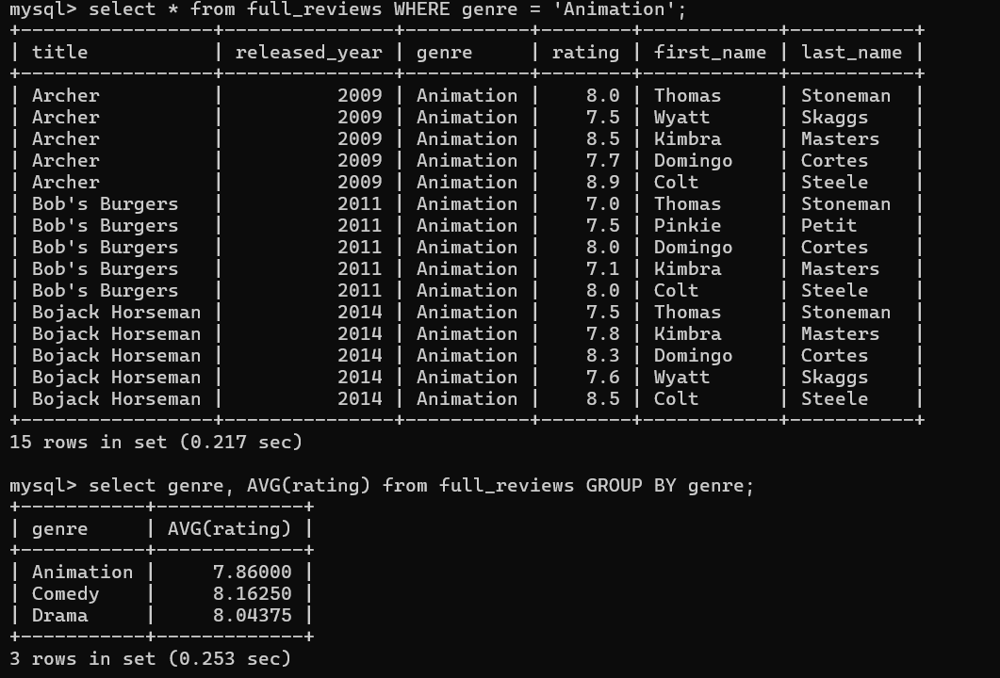 mysql> select * from full_reviews WHERE genre = 'Animation';
+-----------------+---------------+-----------+--------+------------+-----------+
| title           | released_year | genre     | rating | first_name | last_name |
+-----------------+---------------+-----------+--------+------------+-----------+
| Archer          |          2009 | Animation |    8.0 | Thomas     | Stoneman  |
| Archer          |          2009 | Animation |    7.5 | Wyatt      | Skaggs    |
| Archer          |          2009 | Animation |    8.5 | Kimbra     | Masters   |
| Archer          |          2009 | Animation |    7.7 | Domingo    | Cortes    |
| Archer          |          2009 | Animation |    8.9 | Colt       | Steele    |
| Bob's Burgers   |          2011 | Animation |    7.0 | Thomas     | Stoneman  |
| Bob's Burgers   |          2011 | Animation |    7.5 | Pinkie     | Petit     |
| Bob's Burgers   |          2011 | Animation |    8.0 | Domingo    | Cortes    |
| Bob's Burgers   |          2011 | Animation |    7.1 | Kimbra     | Masters   |
| Bob's Burgers   |          2011 | Animation |    8.0 | Colt       | Steele    |
| Bojack Horseman |          2014 | Animation |    7.5 | Thomas     | Stoneman  |
| Bojack Horseman |          2014 | Animation |    7.8 | Kimbra     | Masters   |
| Bojack Horseman |          2014 | Animation |    8.3 | Domingo    | Cortes    |
| Bojack Horseman |          2014 | Animation |    7.6 | Wyatt      | Skaggs    |
| Bojack Horseman |          2014 | Animation |    8.5 | Colt       | Steele    |
+-----------------+---------------+-----------+--------+------------+-----------+
15 rows in set (0.217 sec)

mysql> select genre, AVG(rating) from full_reviews GROUP BY genre;
+-----------+-------------+
| genre     | AVG(rating) |
+-----------+-------------+
| Animation |     7.86000 |
| Comedy    |     8.16250 |
| Drama     |     8.04375 |
+-----------+-------------+
3 rows in set (0.253 sec)